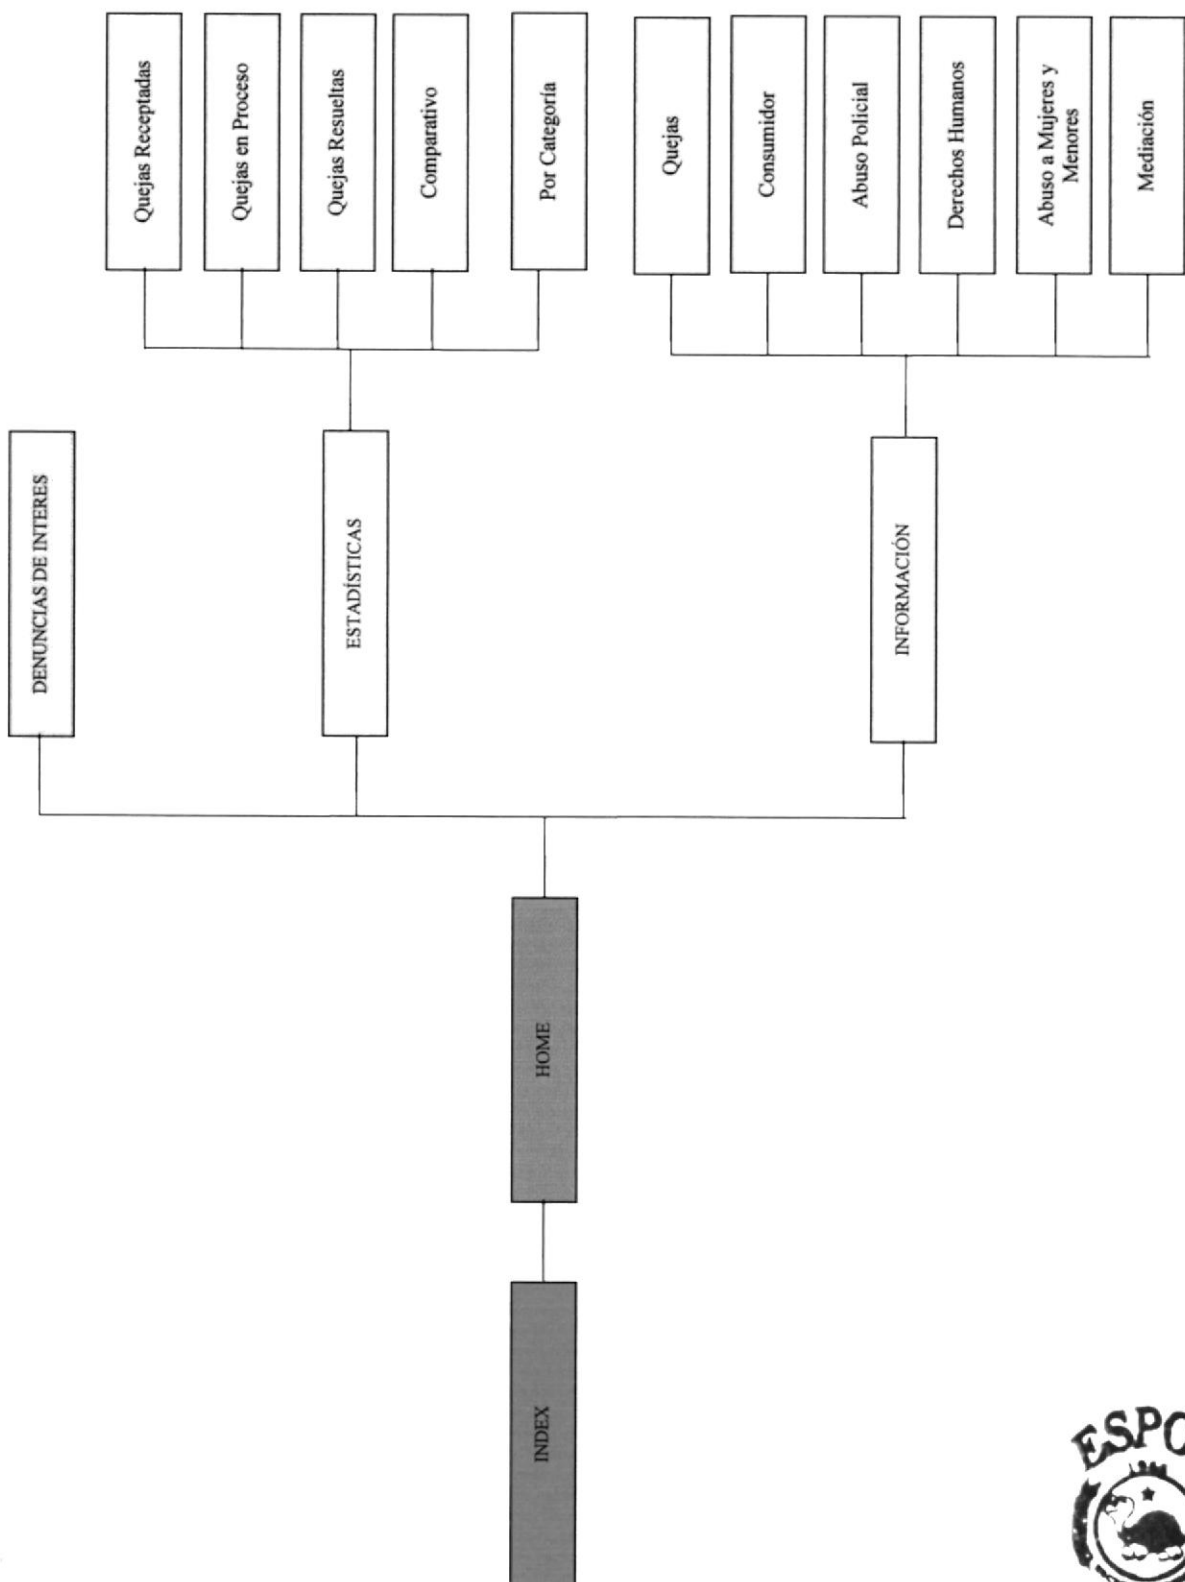 INDEX
HOME
DENUNCIAS DE INTERES
ESTADÍSTICAS
INFORMACIÓN
Quejas Receptadas
Quejas en Proceso
Quejas Resueltas
Comparativo
Por Categoría
Quejas
Consumidor
Abuso Policial
Derechos Humanos
Abuso a Mujeres y
Menores
Mediación